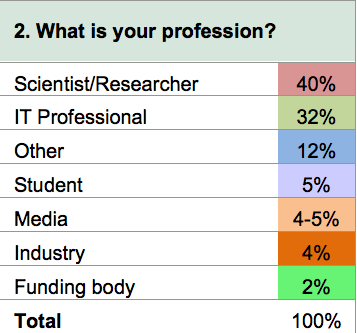 2. What is your profession?
Scientist/Researcher 40%
IT Professional 32%
Other 12%
Student 5%
Media 4-5%
Industry 4%
Funding body 2%
Total 100%